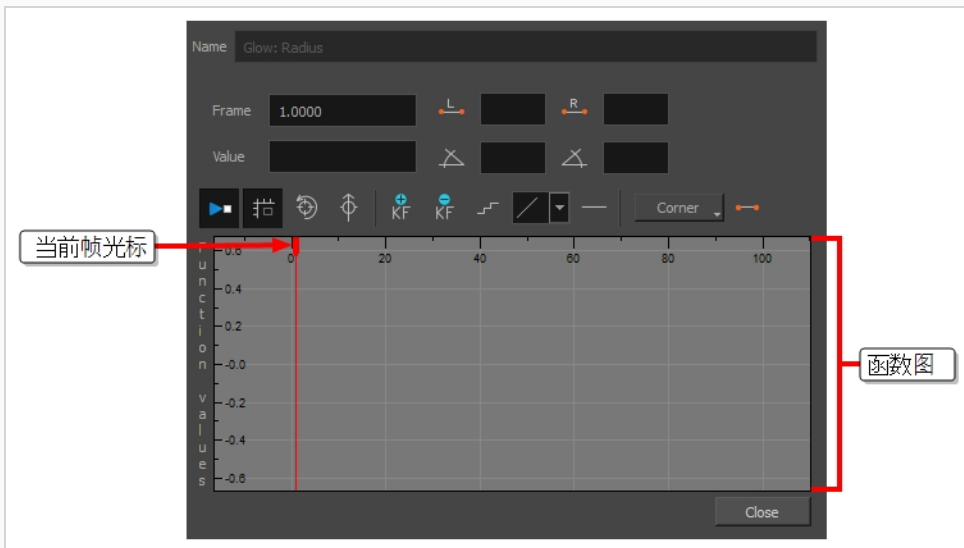 Name Glow: Radius
Frame 1.0000 L R
Value
KF KF Corner
当前帧光标
0 20 40 60 80 100
Function values
-0.6
-0.4
-0.2
-0.0
-0.2
-0.4
-0.6
函数图
Close